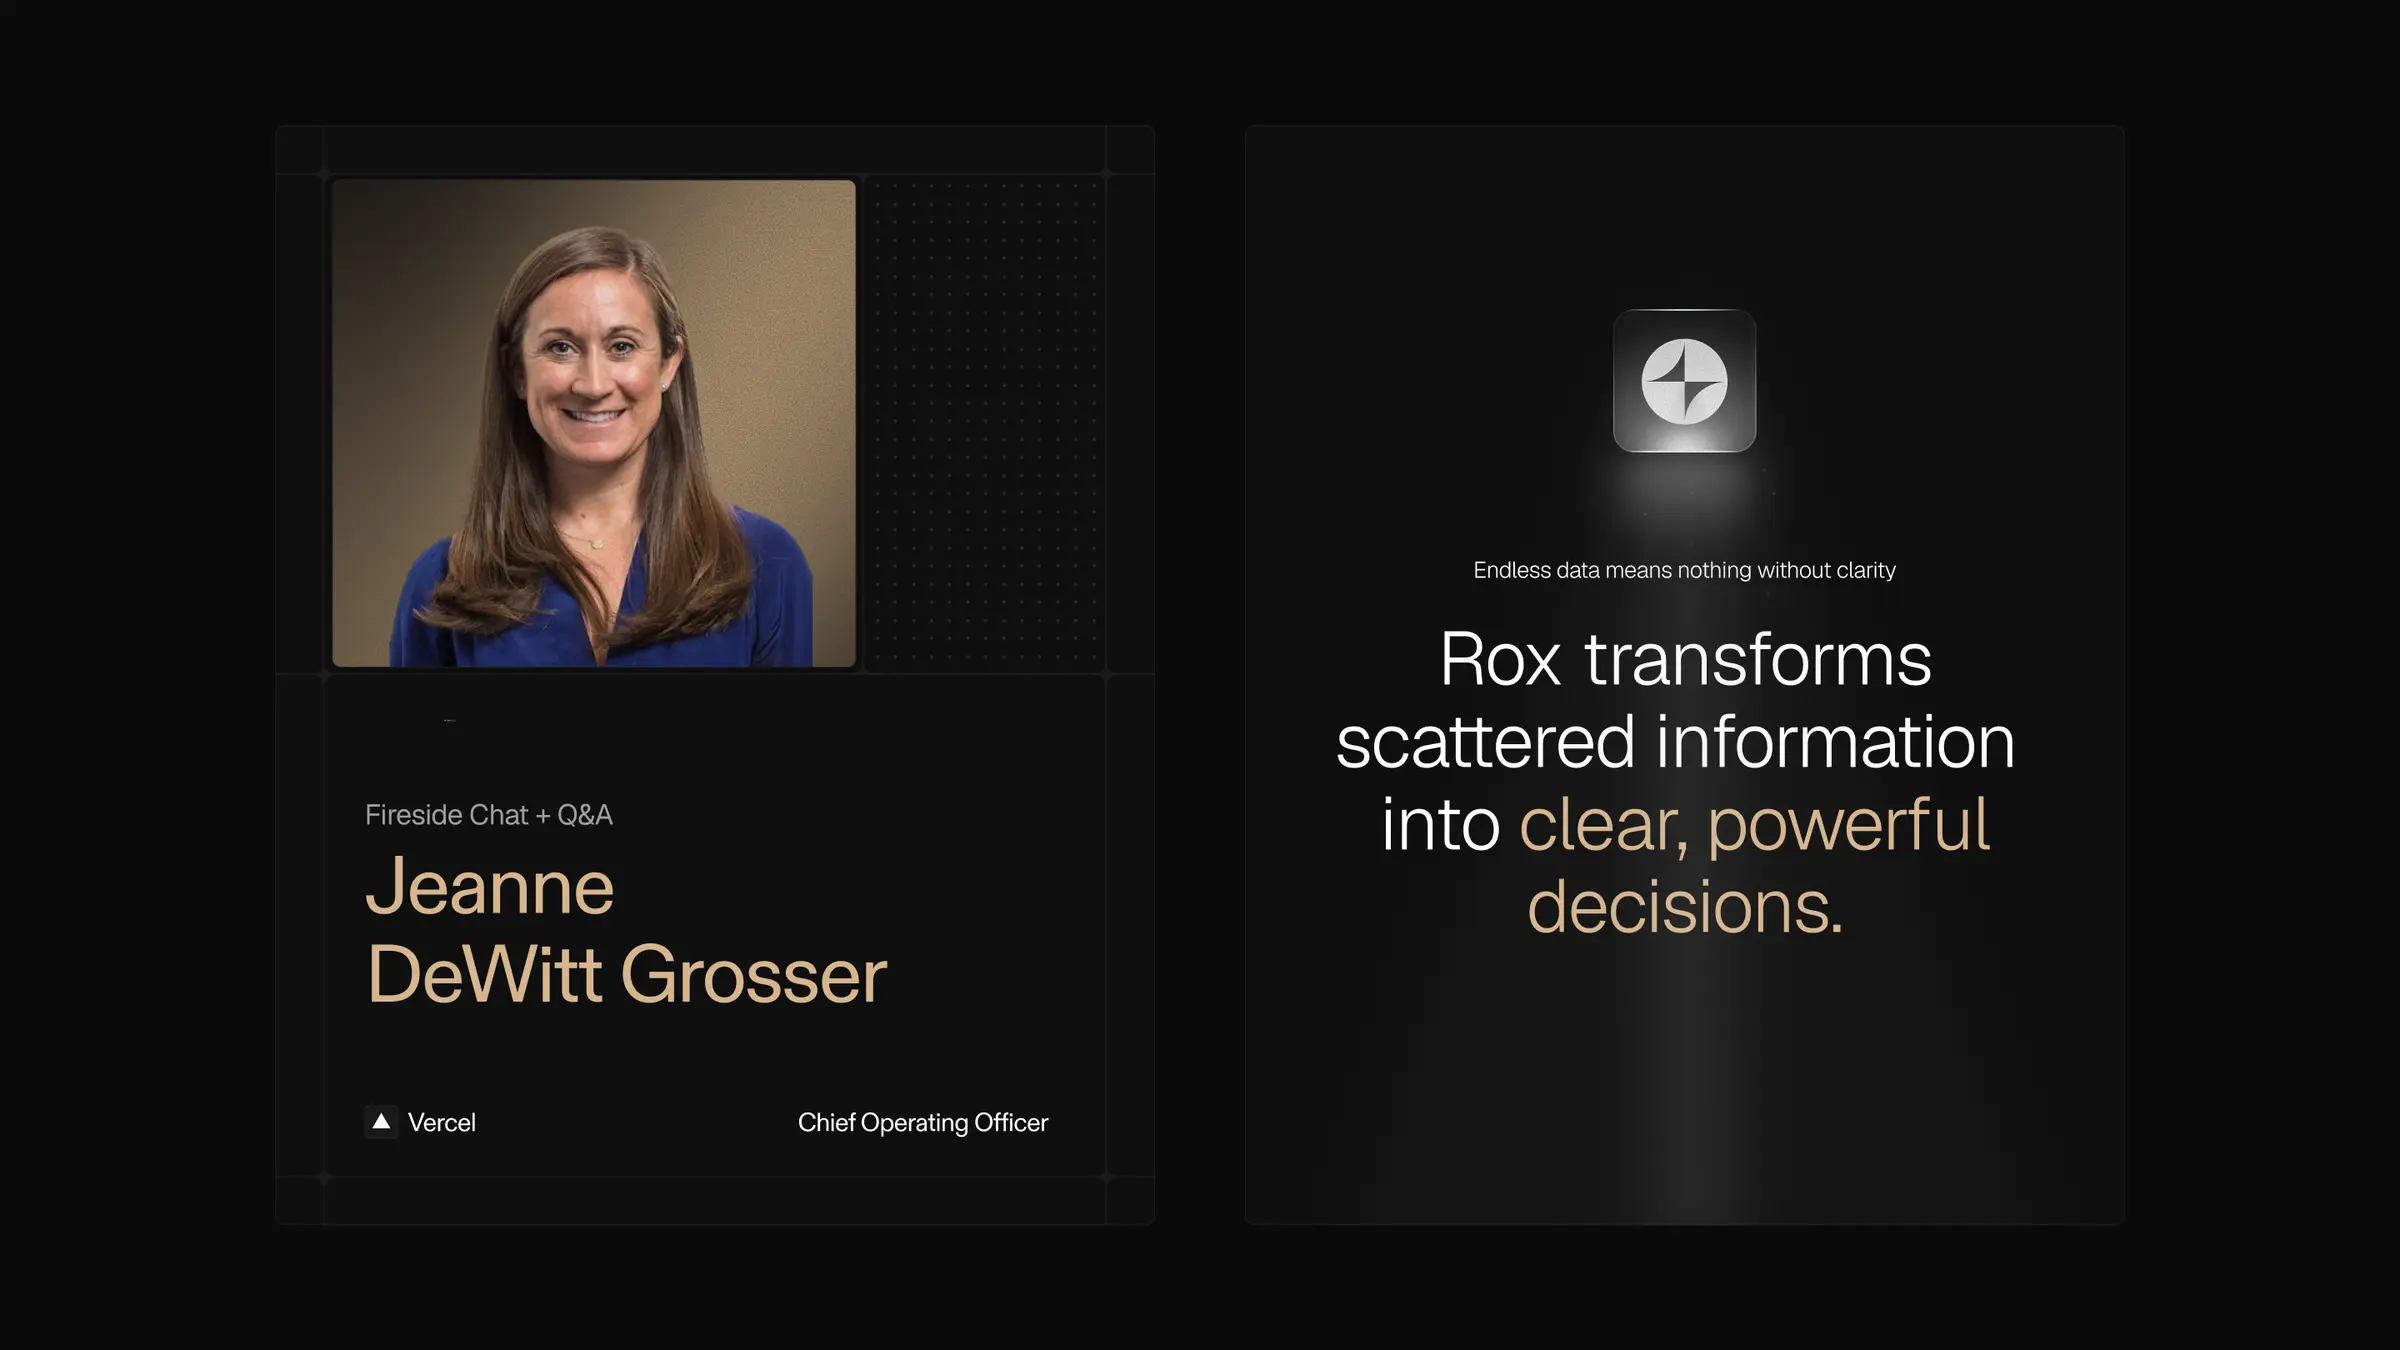 Fireside Chat + Q&A
Jeanne
DeWitt Grosser
Vercel
Chief Operating Officer
Endless data means nothing without clarity
Rox transforms
scattered information
into clear, powerful
decisions.